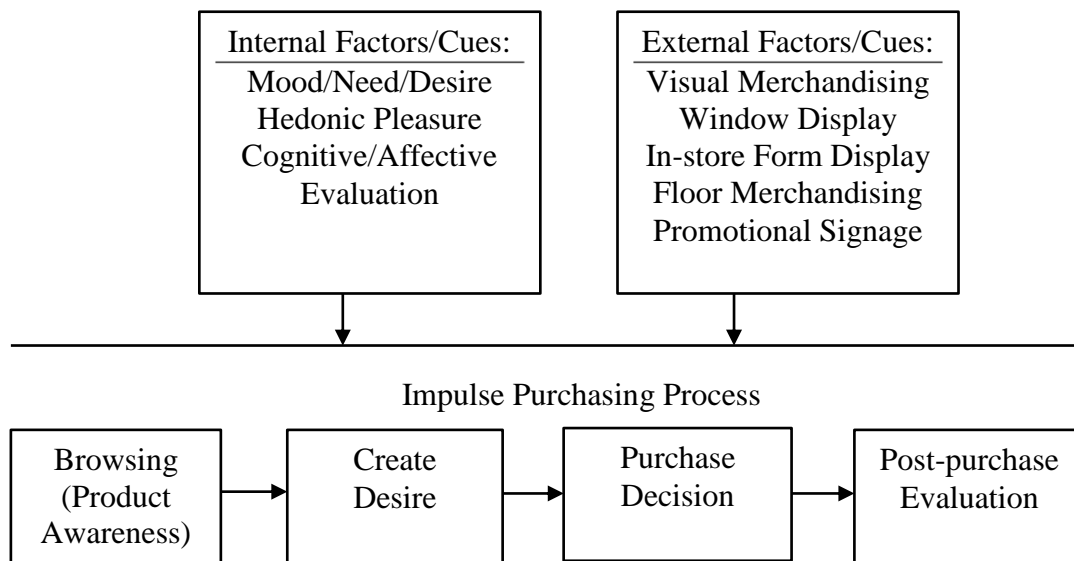 Internal Factors/Cues:
Mood/Need/Desire
Hedonic Pleasure
Cognitive/Affective
Evaluation
External Factors/Cues:
Visual Merchandising
Window Display
In-store Form Display
Floor Merchandising
Promotional Signage
Impulse Purchasing Process
Browsing
(Product
Awareness)
Create
Desire
Purchase
Decision
Post-purchase
Evaluation